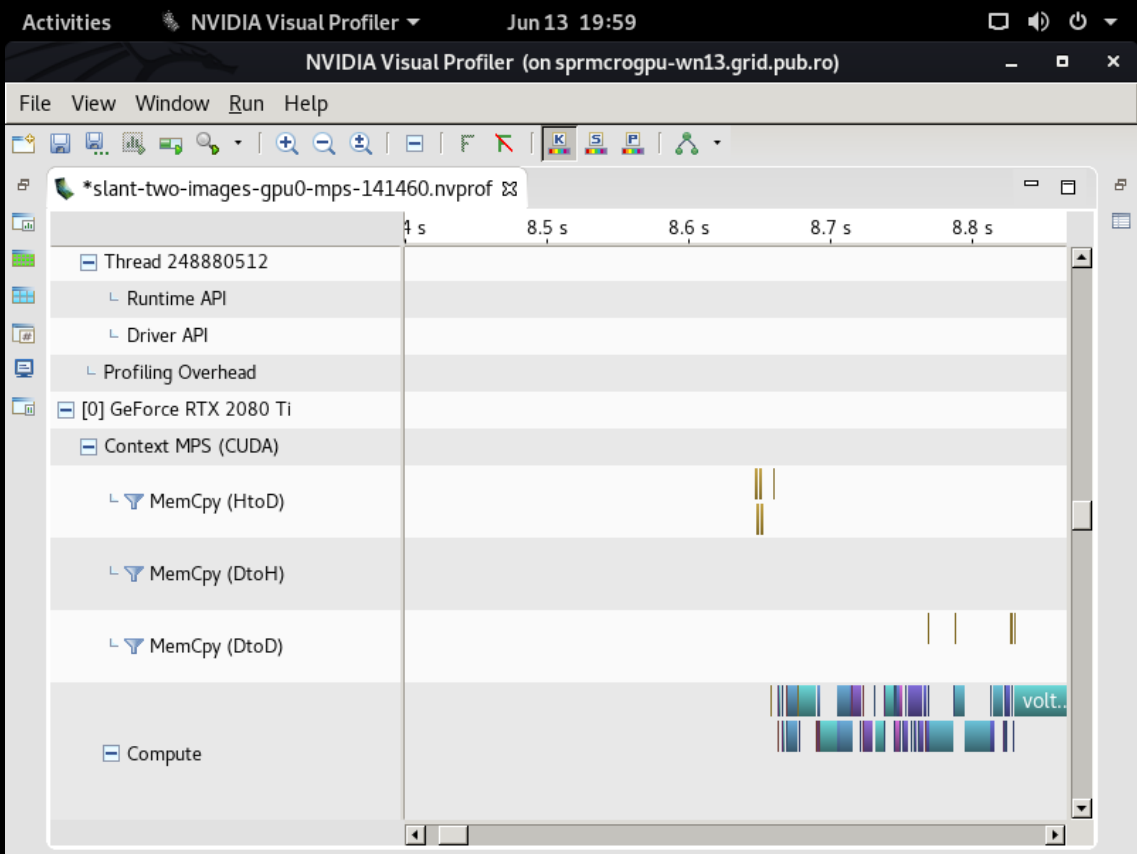 Activities NVIDIA Visual Profiler Jun 13 19:59
NVIDIA Visual Profiler (on sprmcrogpu-wn13.grid.pub.ro)
File View Window Run Help
K S P
*slant-two-images-gpu0-mps-141460.nvprof
4 s 8.5 s 8.6 s 8.7 s 8.8 s
Thread 248880512
Runtime API
Driver API
Profiling Overhead
[0] GeForce RTX 2080 Ti
Context MPS (CUDA)
MemCpy (HtoD)
MemCpy (DtoH)
MemCpy (DtoD)
volt..
Compute